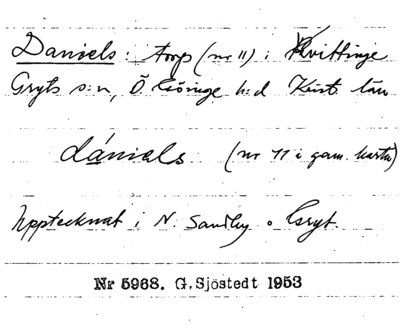 Daniels: torp (nr 11) i Kvittinge
Gryts s:n, Ö Göinge h:d Krist. län
dániels (nr 11 i gam. karta)
Upptecknat i N. Sandby o Gryt.
Nr 5968. G. Sjöstedt 1953